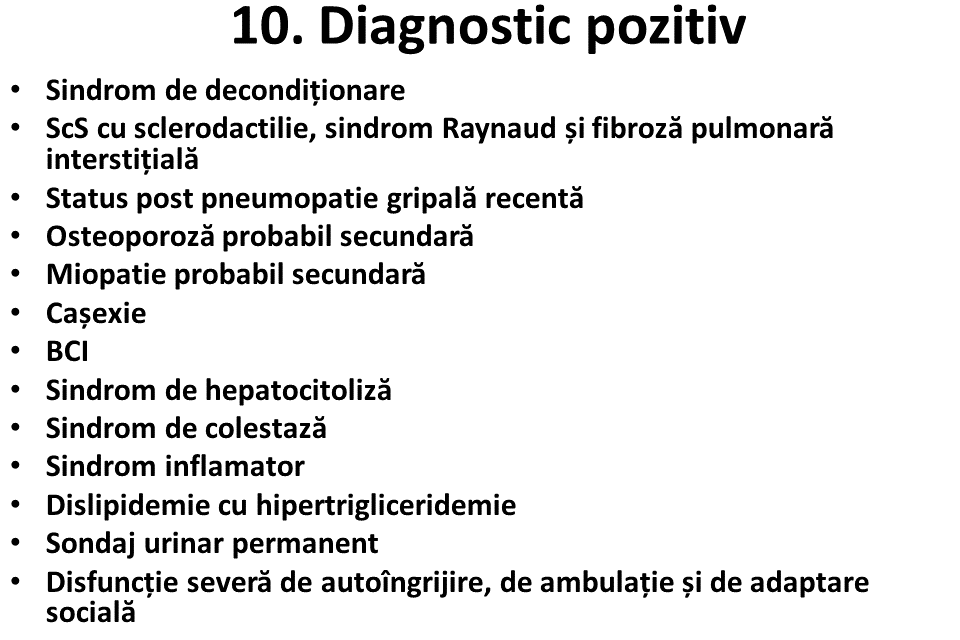 10. Diagnostic pozitiv
• Sindrom de decondiționare
• ScS cu sclerodactilie, sindrom Raynaud și fibroză pulmonară
interstițială
• Status post pneumopatie gripală recentă
• Osteoporoză probabil secundară
• Miopatie probabil secundară
• Cașexie
• BCI
• Sindrom de hepatocitoliză
• Sindrom de colestază
• Sindrom inflamator
• Dislipidemie cu hipertrigliceridemie
• Sondaj urinar permanent
• Disfuncție severă de autoîngrijire, de ambulație și de adaptare
socială